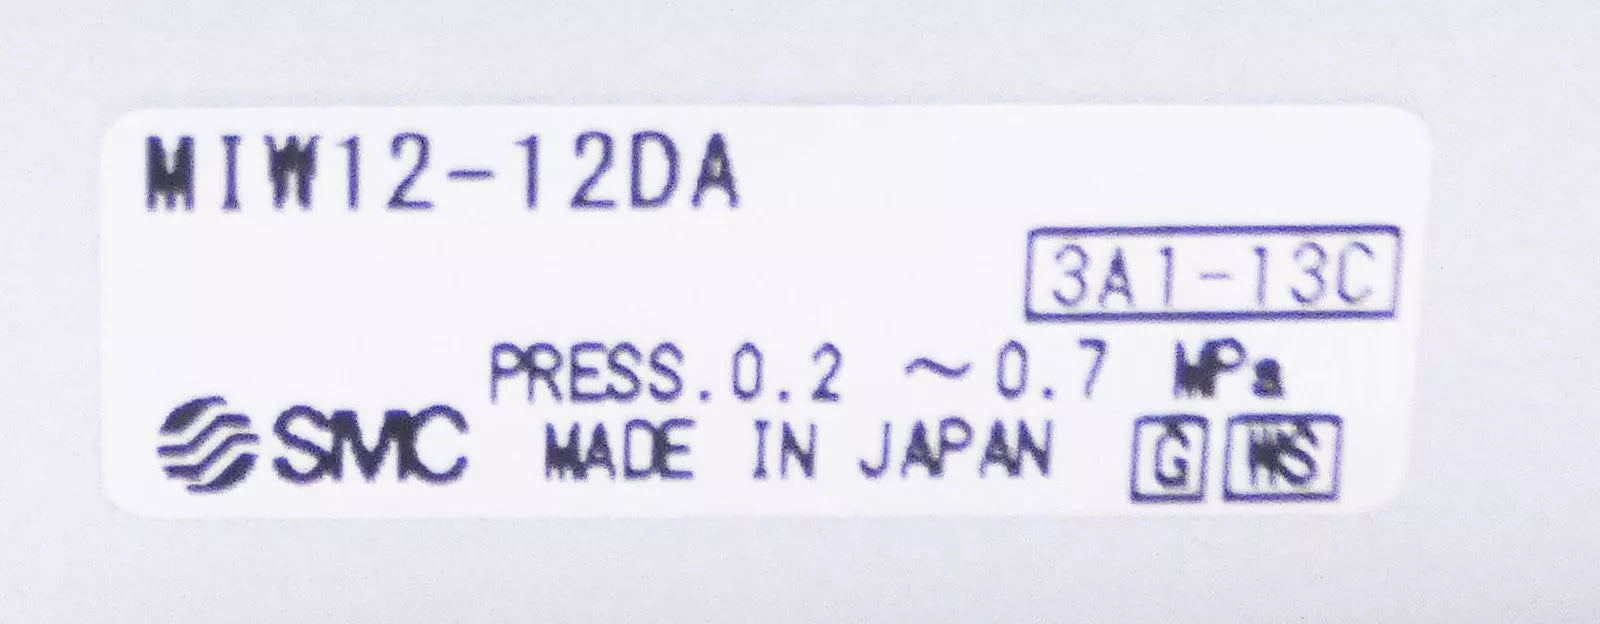 MIW12-12DA
3A1-13C
PRESS.0.2 ～0.7 MPa
SMC MADE IN JAPAN G WS